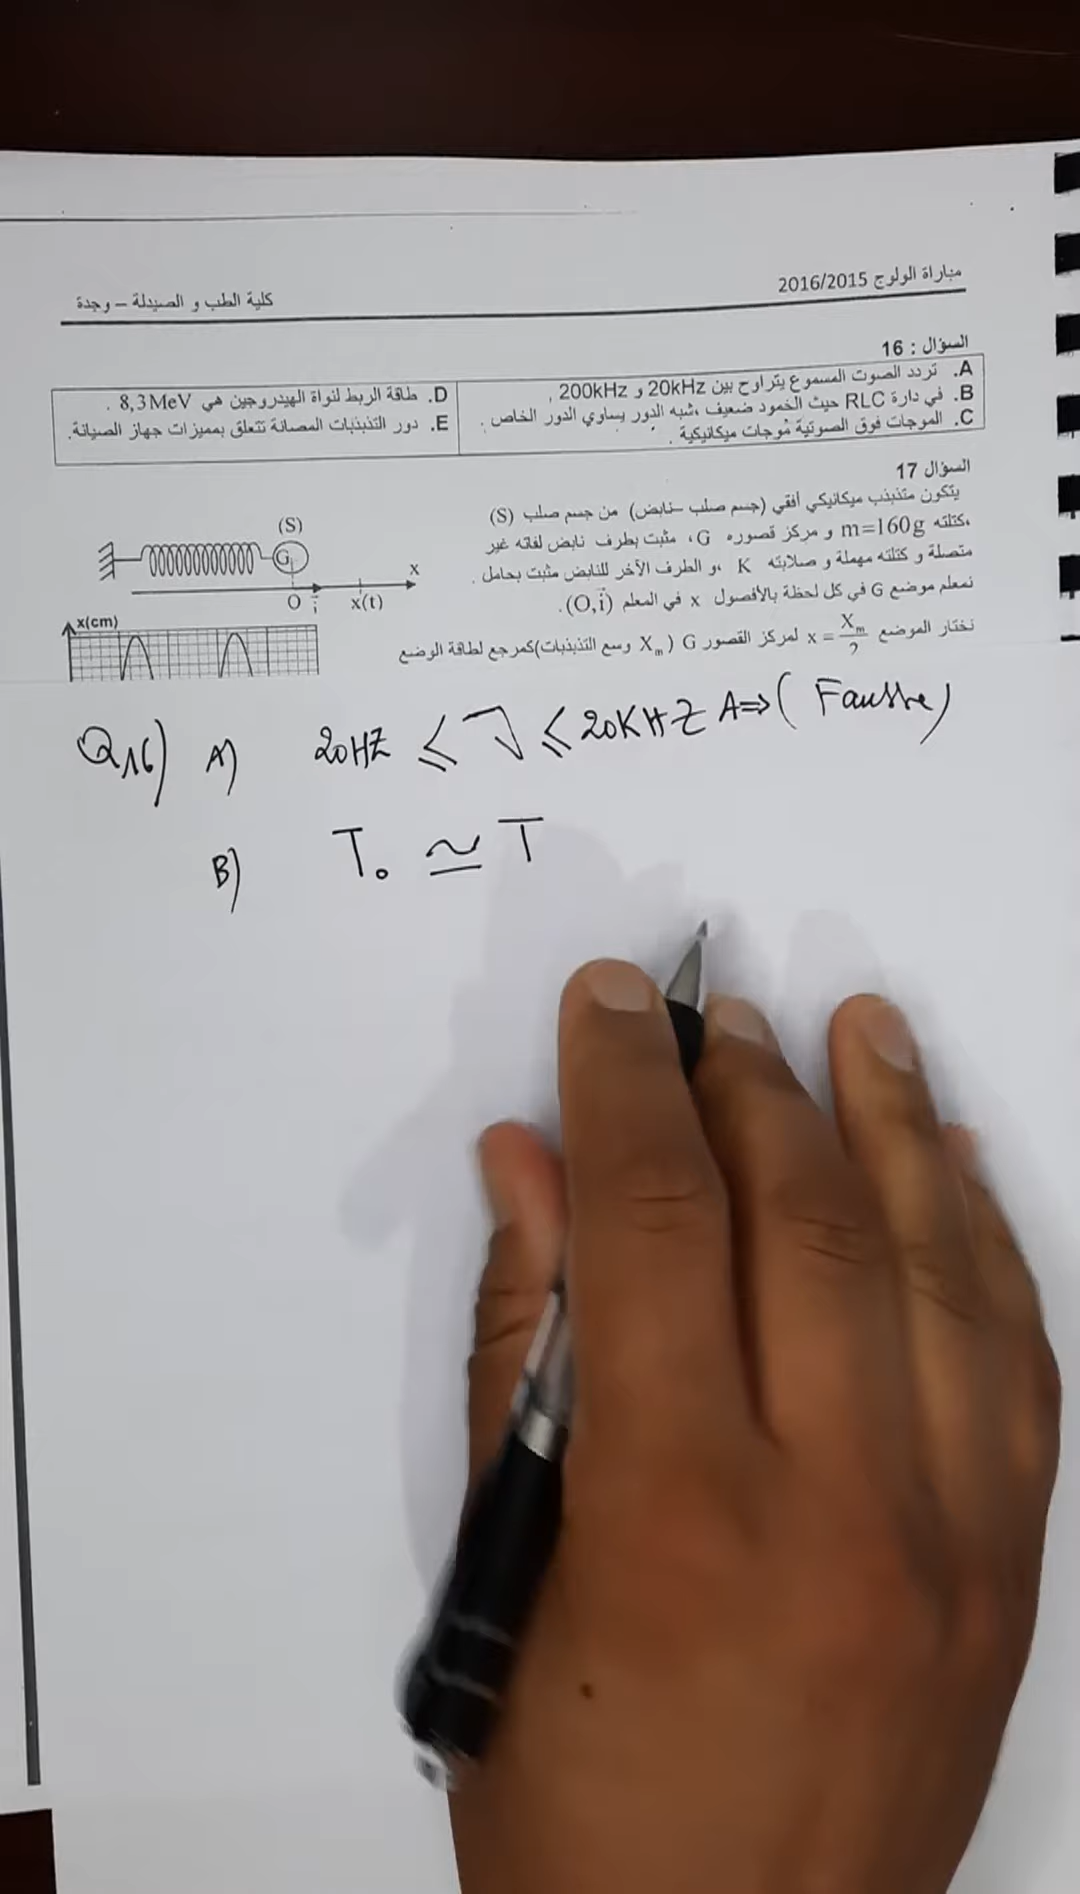 مباراة الولوج 2016/2015
كلية الطب و الصيدلة – وجدة
السؤال : 16
A. تردد الصوت المسموع يتراوح بين 20kHz و 200kHz ,
B. في دارة RLC حيث الخمود ضعيف ،شبه الدور يساوي الدور الخاص .
C. الموجات فوق الصوتية موجات ميكانيكية .
D. طاقة الربط لنواة الهيدروجين هي 8,3MeV .
E. دور التذبذبات المصانة تتعلق بمميزات جهاز الصيانة.
السؤال 17
يتكون متذبذب ميكانيكي أفقي (جسم صلب –نابض) من جسم صلب (S)
،كتلته m=160g و مركز قصوره G، مثبت بطرف نابض لفاته غير
متصلة و كتلته مهملة و صلابته K ،و الطرف الآخر للنابض مثبت بحامل .
نمعلم موضع G في كل لحظة بالأفصول x في المعلم (O,i).
نختار الموضع x = Xm/2 لمركز القصور G (Xm وسع التذبذبات)كمرجع لطاقة الوضع
(S)
G
x
O i x(t)
x(cm)
Q16) A) 20HZ ≤ ≤ 20KHZ A⇒( Fausse)
B) T₀ ≃ T